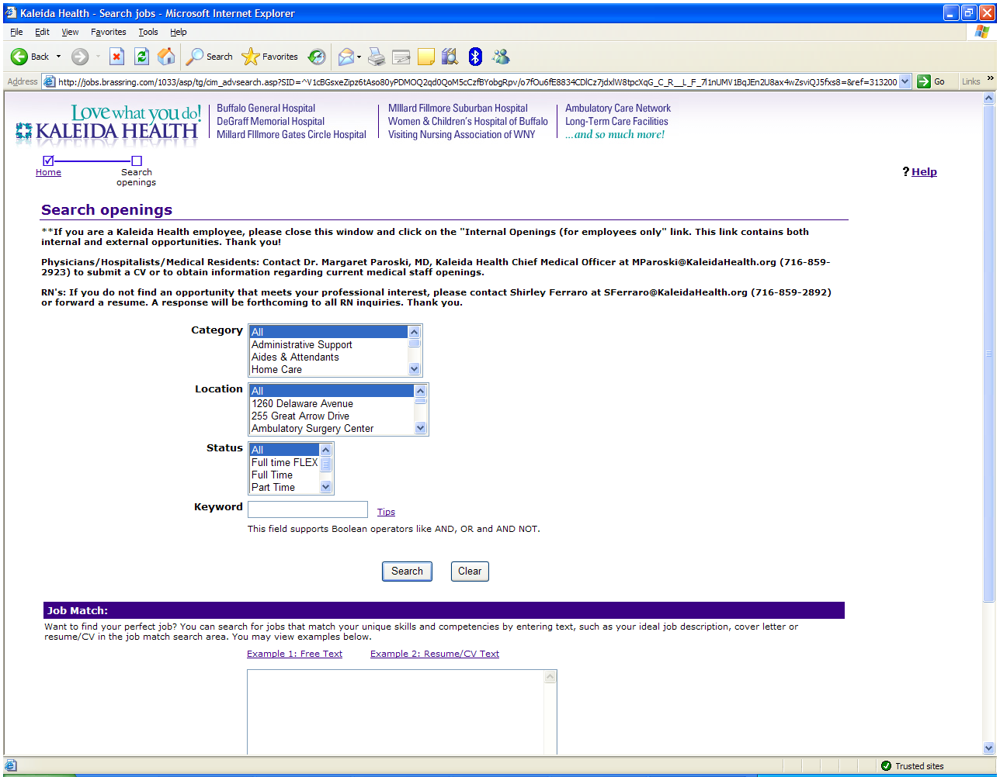 Kaleida Health - Search jobs - Microsoft Internet Explorer
File Edit View Favorites Tools Help
Back Search Favorites
Address http://jobs.brassring.com/1033/asp/tg/cim_advsearch.asp?SID= Go Links »
Love what you do!
KALEIDA HEALTH
Buffalo General Hospital
DeGraff Memorial Hospital
Millard FIllmore Gates Circle Hospital
MIllard Fillmore Suburban Hospital
Women & Children's Hospital of Buffalo
Visiting Nursing Association of WNY
Ambulatory Care Network
Long-Term Care Facilities
...and so much more!
Home
Search
openings
? Help
Search openings
**If you are a Kaleida Health employee, please close this window and click on the "Internal Openings (for employees only" link. This link contains both
internal and external opportunities. Thank you!
Physicians/Hospitalists/Medical Residents: Contact Dr. Margaret Paroski, MD, Kaleida Health Chief Medical Officer at MParoski@KaleidaHealth.org (716-859-
2923) to submit a CV or to obtain information regarding current medical staff openings.
RN's: If you do not find an opportunity that meets your professional interest, please contact Shirley Ferraro at SFerraro@KaleidaHealth.org (716-859-2892)
or forward a resume. A response will be forthcoming to all RN inquiries. Thank you.
Category
All
Administrative Support
Aides & Attendants
Home Care
Location
All
1260 Delaware Avenue
255 Great Arrow Drive
Ambulatory Surgery Center
Status
All
Full time FLEX
Full Time
Part Time
Keyword
Tips
This field supports Boolean operators like AND, OR and AND NOT.
Search Clear
Job Match:
Want to find your perfect job? You can search for jobs that match your unique skills and competencies by entering text, such as your ideal job description, cover letter or
resume/CV in the job match search area. You may view examples below.
Example 1: Free Text Example 2: Resume/CV Text
Trusted sites